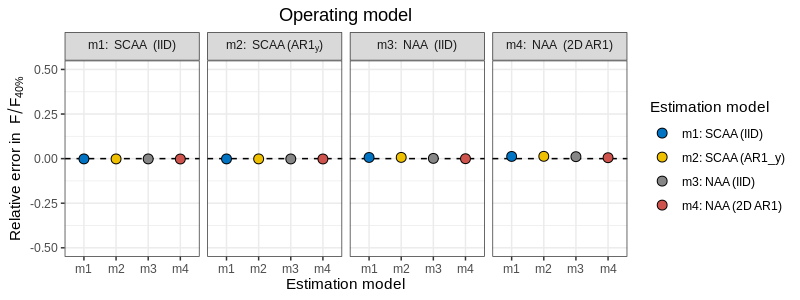 Operating model
m1: SCAA (IID) m2: SCAA (AR1y) m3: NAA (IID) m4: NAA (2D AR1)
Relative error in F/F40%
0.50
0.25
0.00
-0.25
-0.50
m1 m2 m3 m4 m1 m2 m3 m4 m1 m2 m3 m4 m1 m2 m3 m4
Estimation model
Estimation model
m1: SCAA (IID)
m2: SCAA (AR1_y)
m3: NAA (IID)
m4: NAA (2D AR1)